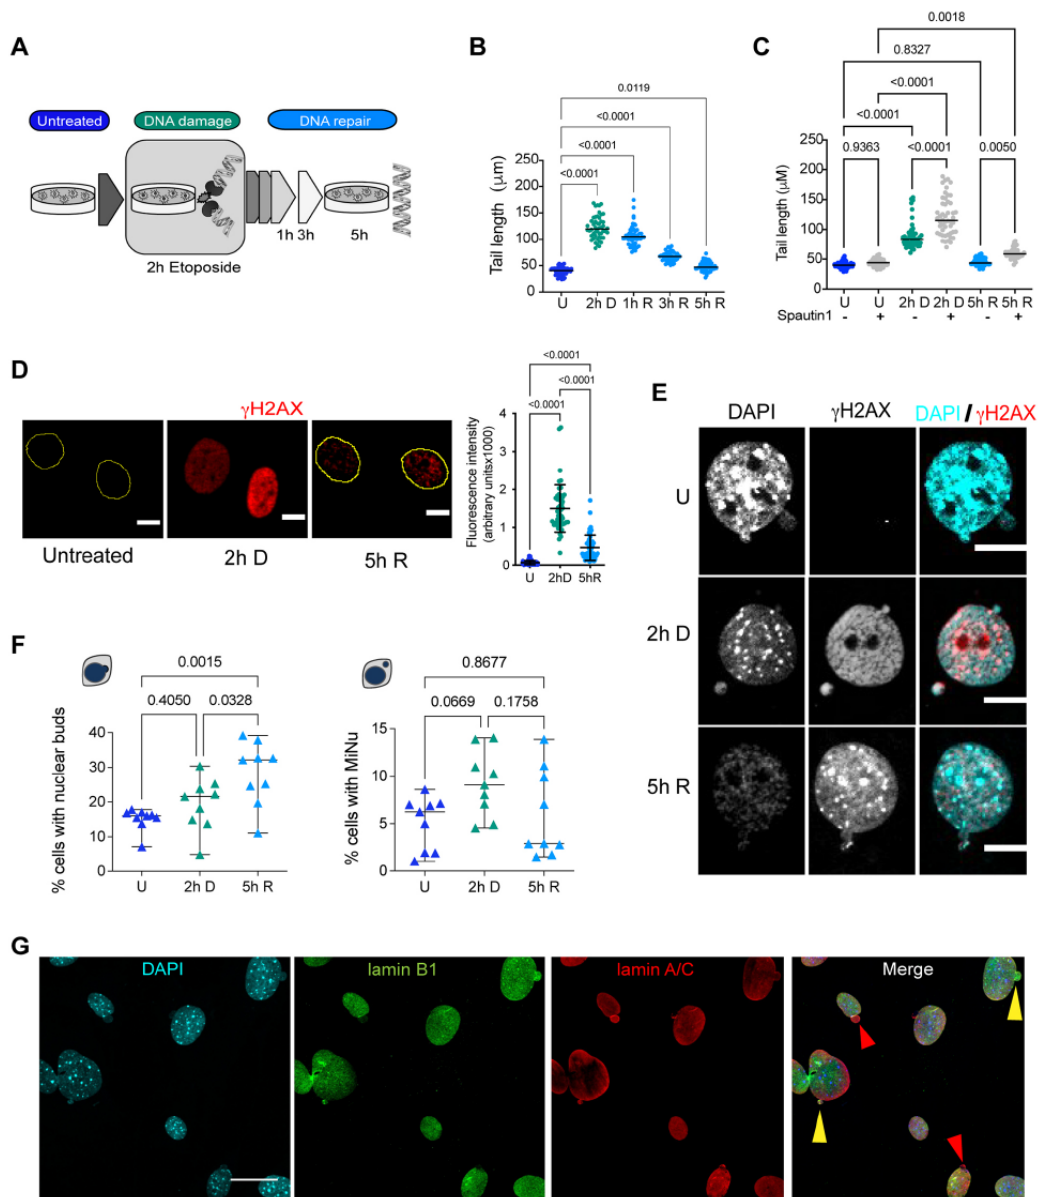 A
Untreated
DNA damage
DNA repair
1h 3h
5h
2h Etoposide
B
0.0119
<0.0001
<0.0001
<0.0001
Tail length (μm)
250
200
150
100
50
0
U 2h D 1h R 3h R 5h R
C
0.0018
0.8327
<0.0001
<0.0001
0.9363 <0.0001 0.0050
Tail length (μM)
250
200
150
100
50
0
U U 2h D 2h D 5h R 5h R
Spautin1 - + - + - +
D
γH2AX
Untreated
2h D
5h R
<0.0001
<0.0001
<0.0001
Fluorescence intensity
(arbitrary unitsx1000)
4
3
2
1
0
U 2hD 5hR
E
DAPI
γH2AX
DAPI / γH2AX
U
2h D
5h R
F
0.0015
0.4050 0.0328
% cells with nuclear buds
40
30
20
10
0
U 2h D 5h R
0.8677
0.0669 0.1758
% cells with MiNu
15
10
5
0
U 2h D 5h R
G
DAPI
lamin B1
lamin A/C
Merge